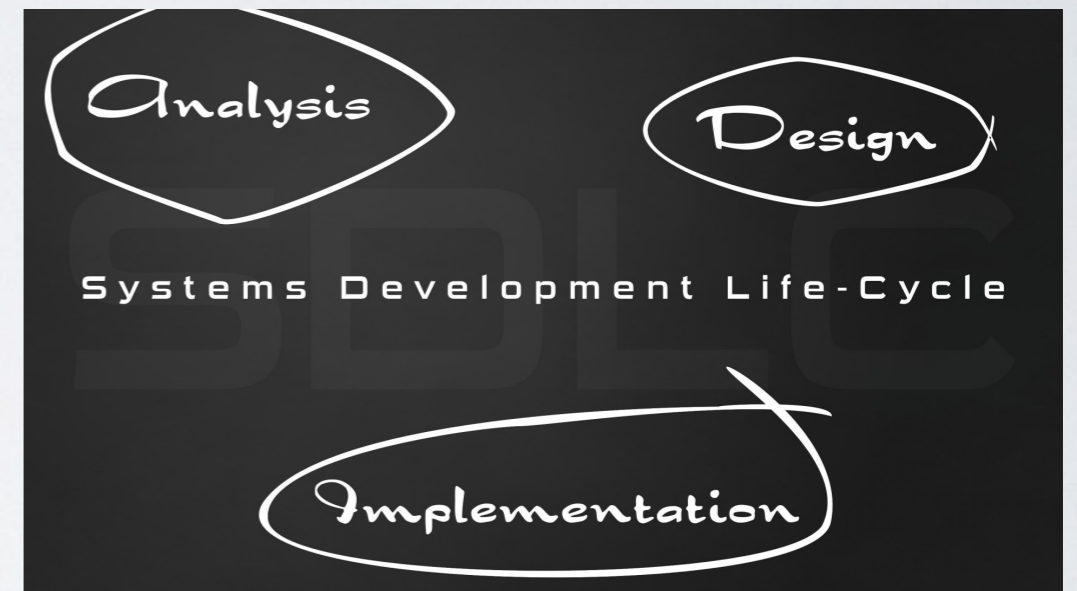 Analysis
Design
SDLC
Systems Development Life-Cycle
Implementation